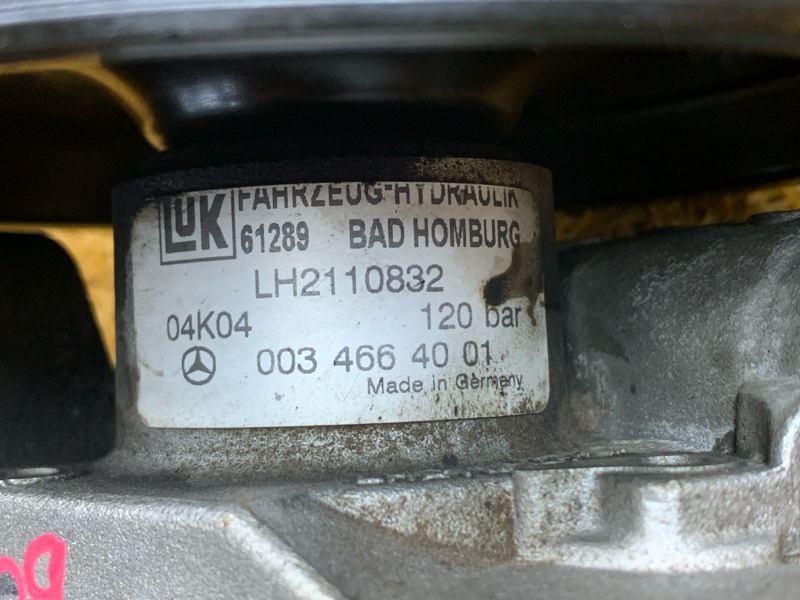 LuK FAHRZEUG-HYDRAULIK
61289 BAD HOMBURG
LH2110832
04K04 120 bar
003 466 40 01
Made in Germany